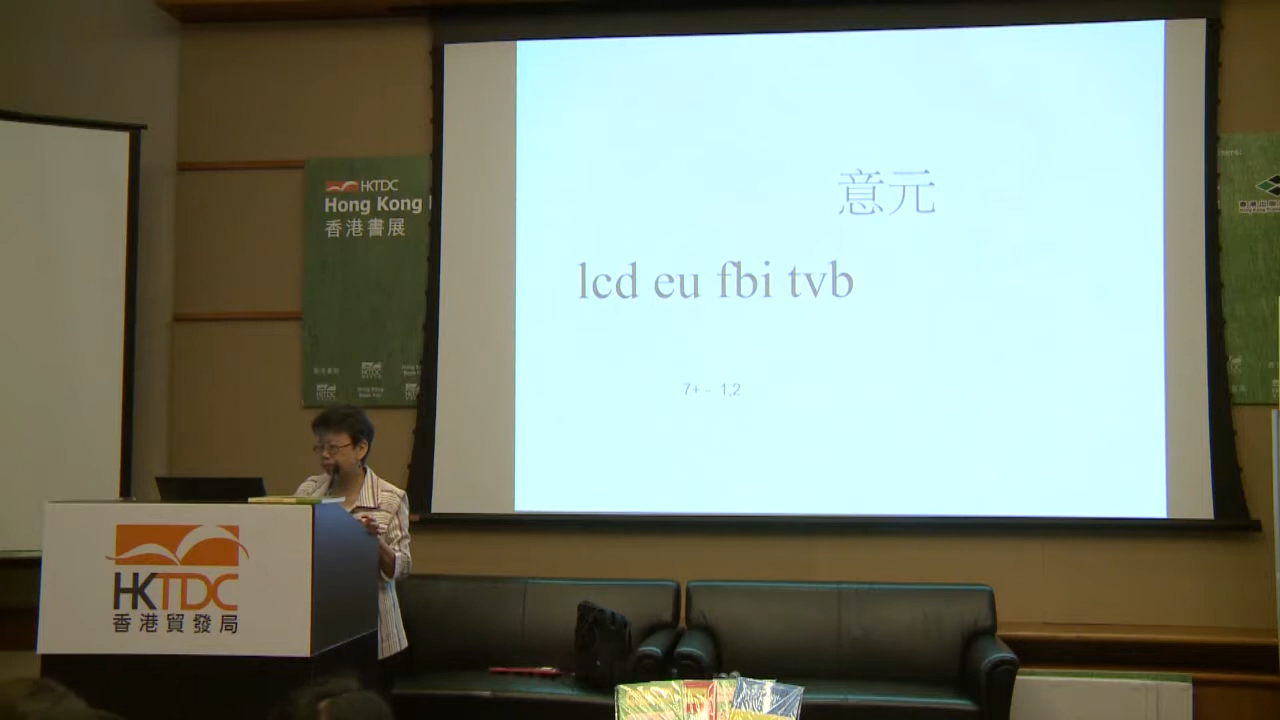 意元
lcd eu fbi tvb
7+- 1,2
HKTDC
Hong Kong
香港書展
HKTDC
香港貿發局